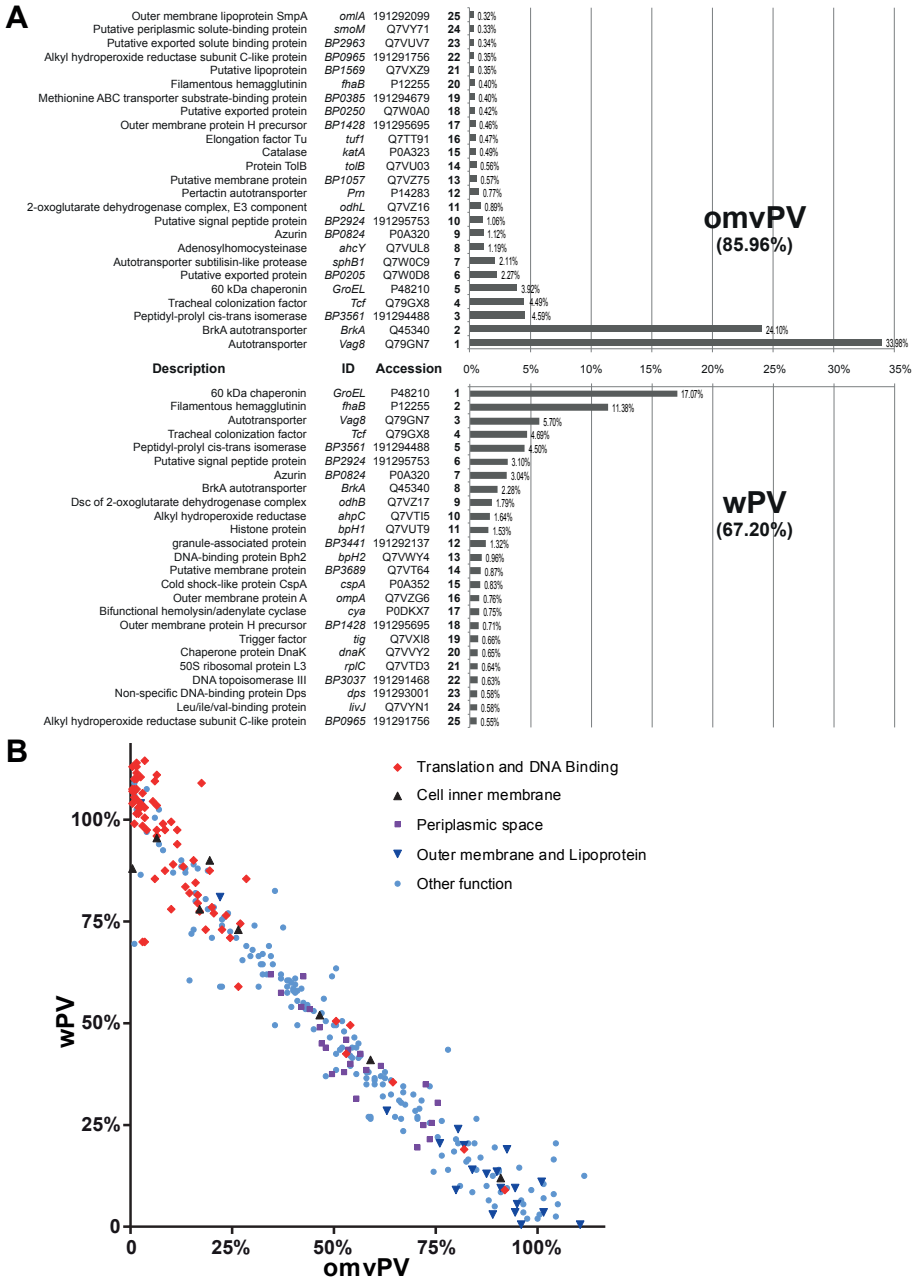 A
Outer membrane lipoprotein SmpA omlA 191292099 25 0.32%
Putative periplasmic solute-binding protein smoM Q7VY71 24 0.33%
Putative exported solute binding protein BP2963 Q7VUV7 23 0.34%
Alkyl hydroperoxide reductase subunit C-like protein BP0965 191291756 22 0.35%
Putative lipoprotein BP1569 Q7VXZ9 21 0.35%
Filamentous hemagglutinin fhaB P12255 20 0.40%
Methionine ABC transporter substrate-binding protein BP0385 191294679 19 0.40%
Putative exported protein BP0250 Q7W0A0 18 0.42%
Outer membrane protein H precursor BP1428 191295695 17 0.46%
Elongation factor Tu tuf1 Q7TT91 16 0.47%
Catalase katA P0A323 15 0.49%
Protein TolB tolB Q7VU03 14 0.56%
Putative membrane protein BP1057 Q7VZ75 13 0.57%
Pertactin autotransporter Prn P14283 12 0.77%
2-oxoglutarate dehydrogenase component, E3 component odhL Q7VZ16 11 0.89%
Putative signal peptide protein BP2924 191295753 10 1.06%
Azurin BP0824 P0A320 9 1.12%
Adenosylhomocysteinase ahcY Q7VUL8 8 1.19%
Autotransporter subtilisin-like protease sphB1 Q7W0C9 7 2.11%
Putative exported protein BP0205 Q7W0D8 6 2.27%
60 kDa chaperonin GroEL P48210 5 3.92%
Tracheal colonization factor Tcf Q79GX8 4 4.49%
Peptidyl-prolyl cis-trans isomerase BP3561 191294488 3 4.59%
BrkA autotransporter BrkA Q45340 2 24.10%
Autotransporter Vag8 Q79GN7 1 33.98%
omvPV
(85.96%)
Description ID Accession 0% 5% 10% 15% 20% 25% 30% 35%
60 kDa chaperonin GroEL P48210 1 17.07%
Filamentous hemagglutinin fhaB P12255 2 11.38%
Autotransporter Vag8 Q79GN7 3 5.70%
Tracheal colonization factor Tcf Q79GX8 4 4.69%
Peptidyl-prolyl cis-trans isomerase BP3561 191294488 5 4.50%
Putative signal peptide protein BP2924 191295753 6 3.10%
Azurin BP0824 P0A320 7 3.04%
BrkA autotransporter BrkA Q45340 8 2.28%
Dsc of 2-oxoglutarate dehydrogenase complex odhB Q7VZ17 9 1.79%
Alkyl hydroperoxide reductase ahpC Q7VTI5 10 1.64%
Histone protein bpH1 Q7VUT9 11 1.53%
granule-associated protein BP3441 191292137 12 1.32%
DNA-binding protein Bph2 bpH2 Q7VWY4 13 0.96%
Putative membrane protein BP3689 Q7VT64 14 0.87%
Cold shock-like protein CspA cspA P0A352 15 0.83%
Outer membrane protein A ompA Q7VZG6 16 0.76%
Bifunctional hemolysin/adenylate cyclase cya P0DKX7 17 0.75%
Outer membrane protein H precursor BP1428 191295695 18 0.71%
Trigger factor tig Q7VXI8 19 0.66%
Chaperone protein DnaK dnaK Q7VVY2 20 0.65%
50S ribosomal protein L3 rplC Q7VTD3 21 0.64%
DNA topoisomerase III BP3037 191291468 22 0.63%
Non-specific DNA-binding protein Dps dps 191293001 23 0.58%
Leu/ile/val-binding protein livJ Q7VYN1 24 0.58%
Alkyl hydroperoxide reductase subunit C-like protein BP0965 191291756 25 0.55%
wPV
(67.20%)
B
Translation and DNA Binding
Cell inner membrane
Periplasmic space
Outer membrane and Lipoprotein
Other function
100%
75%
50%
25%
0
wPV
0 25% 50% 75% 100%
omvPV